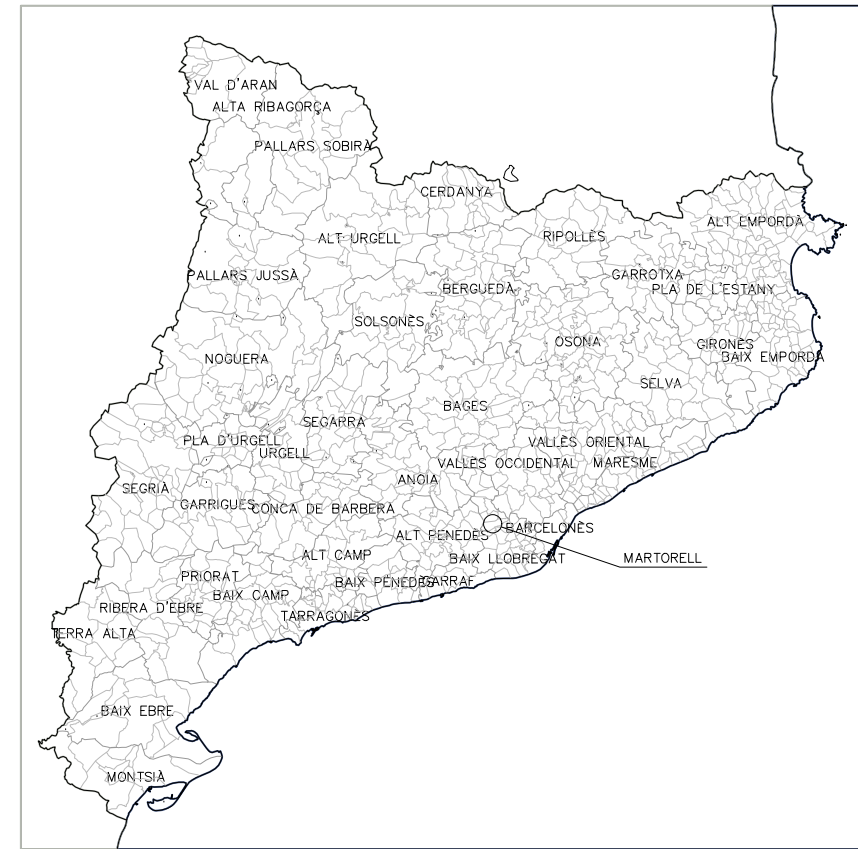 VAL D'ARAN
ALTA RIBAGORÇA
PALLARS SOBIRÀ
CERDANYA
ALT EMPORDÀ
ALT URGELL
RIPOLLÈS
PALLARS JUSSÀ
GARROTXA
BERGUEDÀ
PLA DE L'ESTANY
SOLSONÈS
OSONA
GIRONÈS
NOGUERA
BAIX EMPORDÀ
SELVA
BAGES
SEGARRA
PLA D'URGELL
VALLÈS ORIENTAL
URGELL
VALLÈS OCCIDENTAL
MARESME
ANOIA
SEGRIÀ
GARRIGUES
CONCA DE BARBERÀ
BARCELONÈS
ALT PENEDÈS
ALT CAMP
BAIX LLOBREGAT
MARTORELL
PRIORAT
BAIX PENEDÈS
GARRAF
BAIX CAMP
RIBERA D'EBRE
TARRAGONÈS
TERRA ALTA
BAIX EBRE
MONTSIÀ